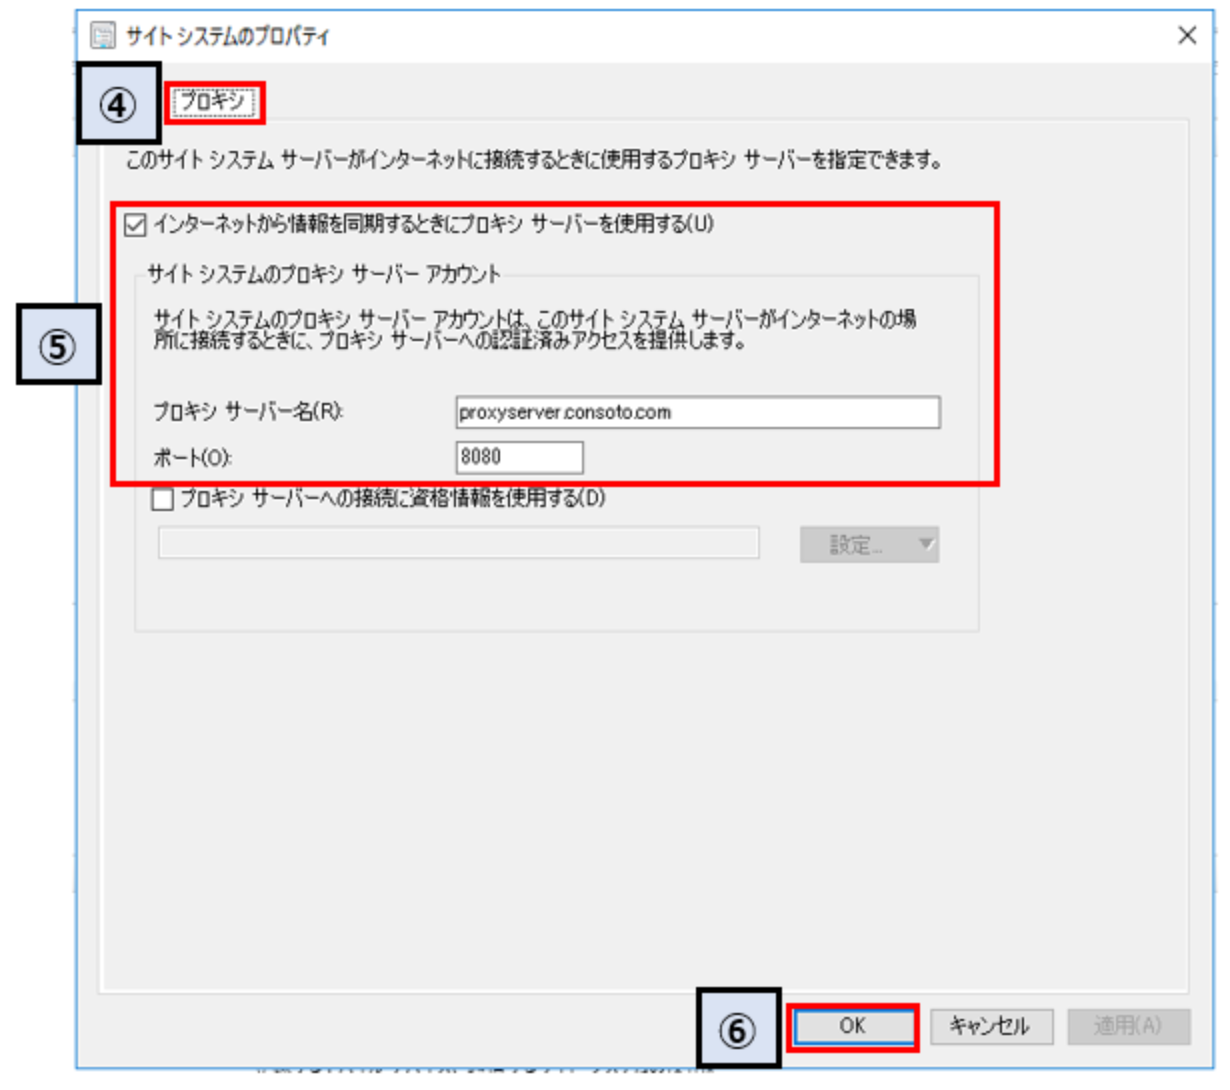 サイト システムのプロパティ
④
プロキシ
このサイト システム サーバーがインターネットに接続するときに使用するプロキシ サーバーを指定できます。
インターネットから情報を同期するときにプロキシ サーバーを使用する(U)
サイト システムのプロキシ サーバー アカウント
⑤
サイト システムのプロキシ サーバー アカウントは、このサイト システム サーバーがインターネットの場
所に接続するときに、プロキシ サーバーへの認証済みアクセスを提供します。
プロキシ サーバー名(R):
proxyserver.consoto.com
ポート(O):
8080
プロキシ サーバーへの接続に資格情報を使用する(D)
設定...
⑥
OK
キャンセル
適用(A)